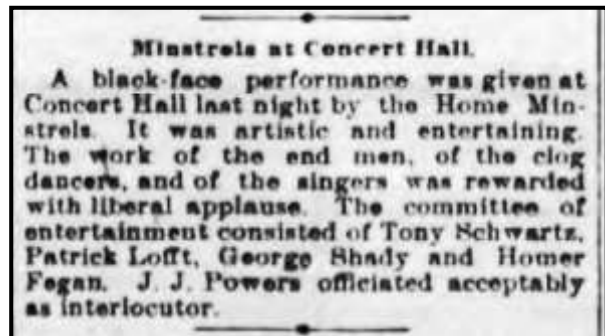 Minstrels at Concert Hall.
A black-face performance was given at
Concert Hall last night by the Home Min-
strels. It was artistic and entertaining.
The work of the end men, of the clog
dancers, and of the singers was rewarded
with liberal applause. The committee of
entertainment consisted of Tony Schwartz,
Patrick Lofft, George Shady and Homer
Fegan. J. J. Powers officiated acceptably
as interlocutor.